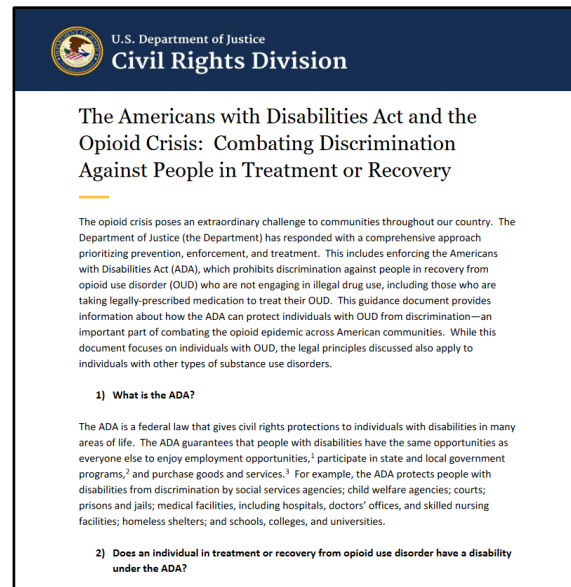 U.S. Department of Justice
Civil Rights Division
The Americans with Disabilities Act and the
Opioid Crisis:  Combating Discrimination
Against People in Treatment or Recovery
The opioid crisis poses an extraordinary challenge to communities throughout our country.  The
Department of Justice (the Department) has responded with a comprehensive approach
prioritizing prevention, enforcement, and treatment.  This includes enforcing the Americans
with Disabilities Act (ADA), which prohibits discrimination against people in recovery from
opioid use disorder (OUD) who are not engaging in illegal drug use, including those who are
taking legally-prescribed medication to treat their OUD.  This guidance document provides
information about how the ADA can protect individuals with OUD from discrimination—an
important part of combating the opioid epidemic across American communities.  While this
document focuses on individuals with OUD, the legal principles discussed also apply to
individuals with other types of substance use disorders.
1) What is the ADA?
The ADA is a federal law that gives civil rights protections to individuals with disabilities in many
areas of life.  The ADA guarantees that people with disabilities have the same opportunities as
everyone else to enjoy employment opportunities,1 participate in state and local government
programs,2 and purchase goods and services.3  For example, the ADA protects people with
disabilities from discrimination by social services agencies; child welfare agencies; courts;
prisons and jails; medical facilities, including hospitals, doctors' offices, and skilled nursing
facilities; homeless shelters; and schools, colleges, and universities.
2) Does an individual in treatment or recovery from opioid use disorder have a disability
under the ADA?